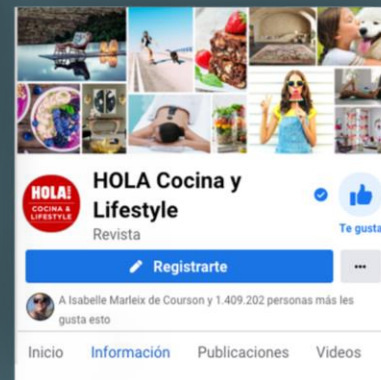 HOLA!
COCINA &
LIFESTYLE
HOLA Cocina y
Lifestyle
Revista
Te gusta
Registrarte
A Isabelle Marleix de Courson y 1.409.202 personas más les
gusta esto
Inicio Información Publicaciones Videos